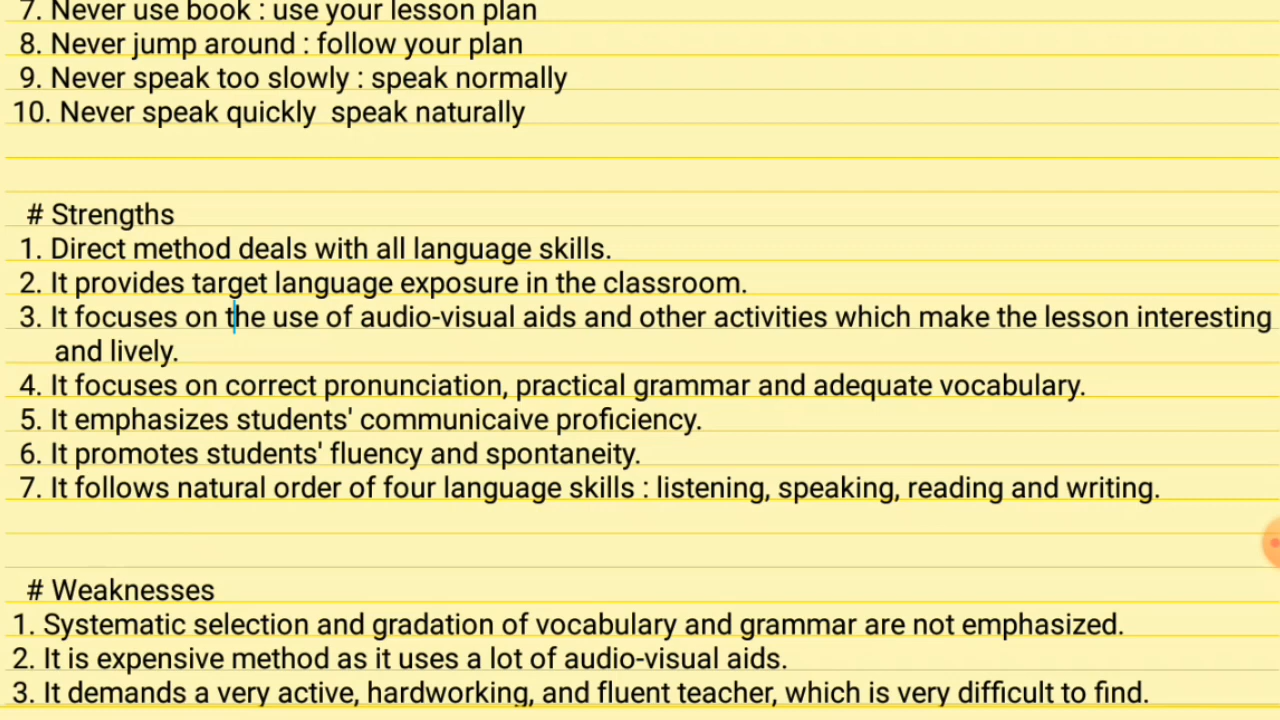 7. Never use book : use your lesson plan
8. Never jump around : follow your plan
9. Never speak too slowly : speak normally
10. Never speak quickly  speak naturally
# Strengths
1. Direct method deals with all language skills.
2. It provides target language exposure in the classroom.
3. It focuses on the use of audio-visual aids and other activities which make the lesson interesting
and lively.
4. It focuses on correct pronunciation, practical grammar and adequate vocabulary.
5. It emphasizes students' communicaive proficiency.
6. It promotes students' fluency and spontaneity.
7. It follows natural order of four language skills : listening, speaking, reading and writing.
# Weaknesses
1. Systematic selection and gradation of vocabulary and grammar are not emphasized.
2. It is expensive method as it uses a lot of audio-visual aids.
3. It demands a very active, hardworking, and fluent teacher, which is very difficult to find.